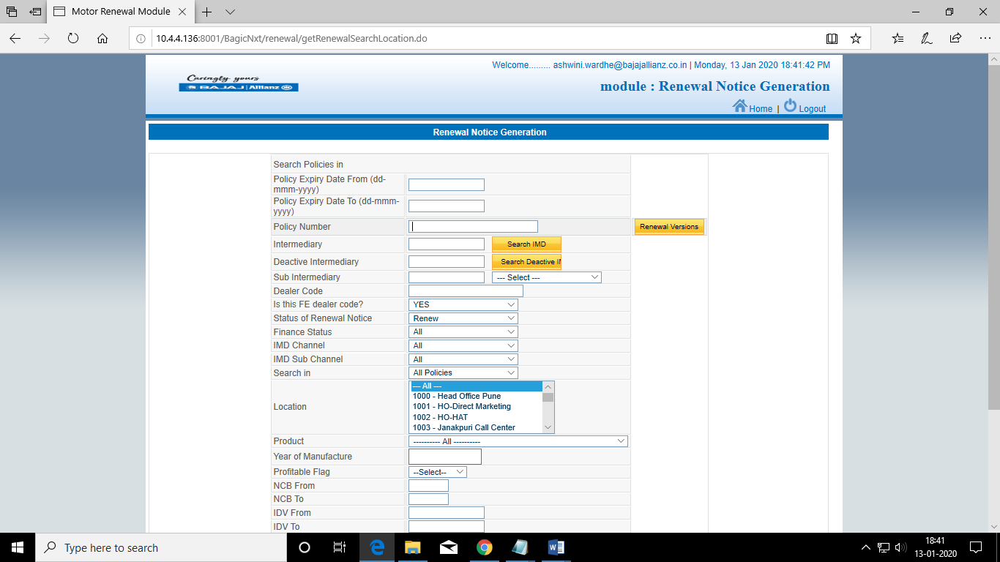 Motor Renewal Module
10.4.4.136:8001/BagicNxt/renewal/getRenewalSearchLocation.do
Welcome......... ashwini.wardhe@bajajallianz.co.in | Monday, 13 Jan 2020 18:41:42 PM
Caringly yours
BAJAJ | Allianz
module : Renewal Notice Generation
Home | Logout
Renewal Notice Generation
Search Policies in
Policy Expiry Date From (dd-
mmm-yyyy)
Policy Expiry Date To (dd-mmm-
yyyy)
Policy Number
Renewal Versions
Intermediary
Search IMD
Deactive Intermediary
Search Deactive IM
Sub Intermediary
--- Select ---
Dealer Code
Is this FE dealer code? YES
Status of Renewal Notice Renew
Finance Status All
IMD Channel All
IMD Sub Channel All
Search in All Policies
Location
--- All ---
1000 - Head Office Pune
1001 - HO-Direct Marketing
1002 - HO-HAT
1003 - Janakpuri Call Center
Product ---------- All ----------
Year of Manufacture
Profitable Flag --Select--
NCB From
NCB To
IDV From
IDV To
Type here to search
18:41
13-01-2020